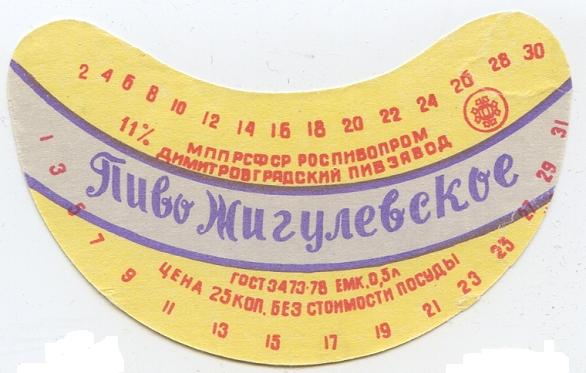 2 4 6 8 10 12 14 16 18 20 22 24 26 28 30
11%
МПП РСФСР РОСПИВОПРОМ
ДИМИТРОВГРАДСКИЙ ПИВЗАВОД
Пиво Жигулевское
ГОСТ 3473-78 ЕМК. 0,5 л
ЦЕНА 25 КОП. БЕЗ СТОИМОСТИ ПОСУДЫ
1 3 5 7 9 11 13 15 17 19 21 23 25 27 29 31